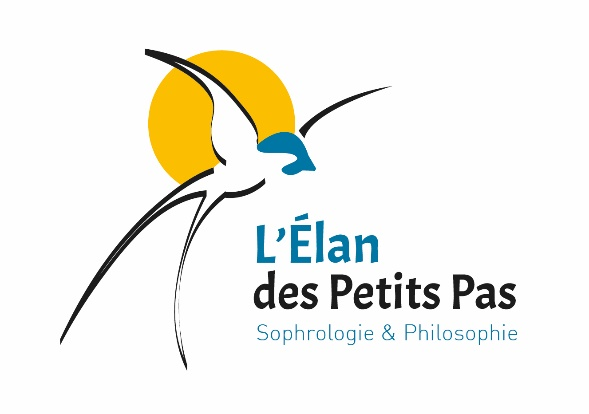 L'Élan
des Petits Pas
Sophrologie & Philosophie